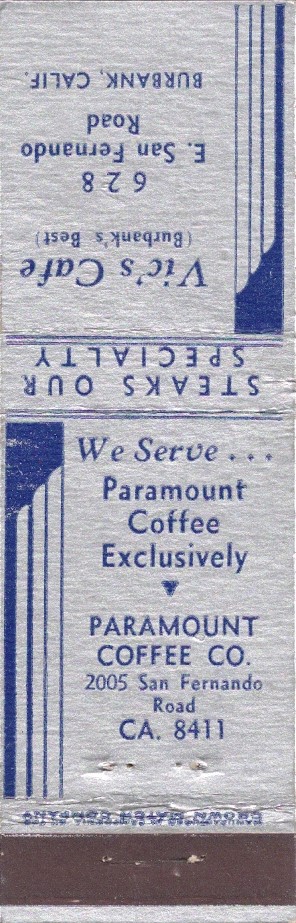 Vic's Cafe
(Burbank's Best)
628
E. San Fernando
Road
BURBANK, CALIF.
STEAKS OUR
SPECIALTY
We Serve . . .
Paramount
Coffee
Exclusively
PARAMOUNT
COFFEE CO.
2005 San Fernando
Road
CA. 8411